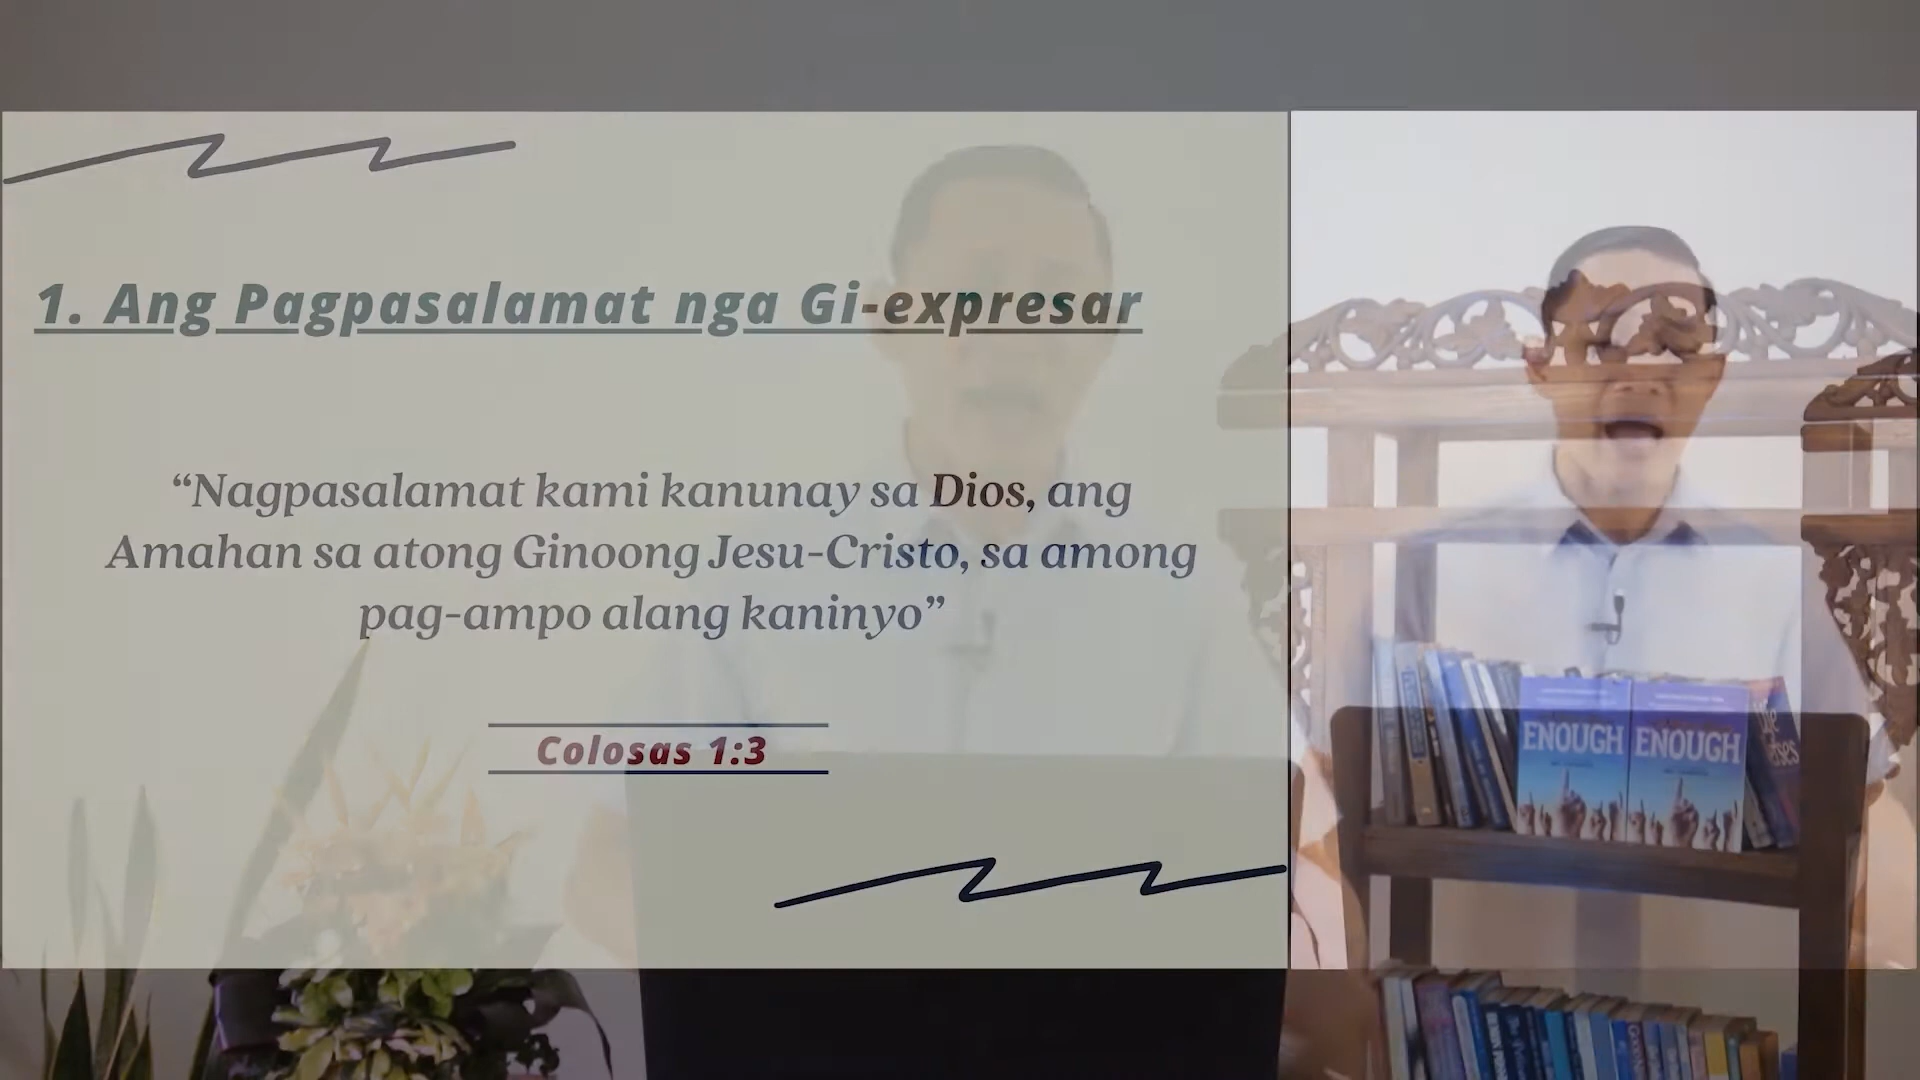 1. Ang Pagpasalamat nga Gi-expresar
“Nagpasalamat kami kanunay sa Dios, ang
Amahan sa atong Ginoong Jesu-Cristo, sa among
pag-ampo alang kaninyo”
Colosas 1:3
ENOUGH ENOUGH